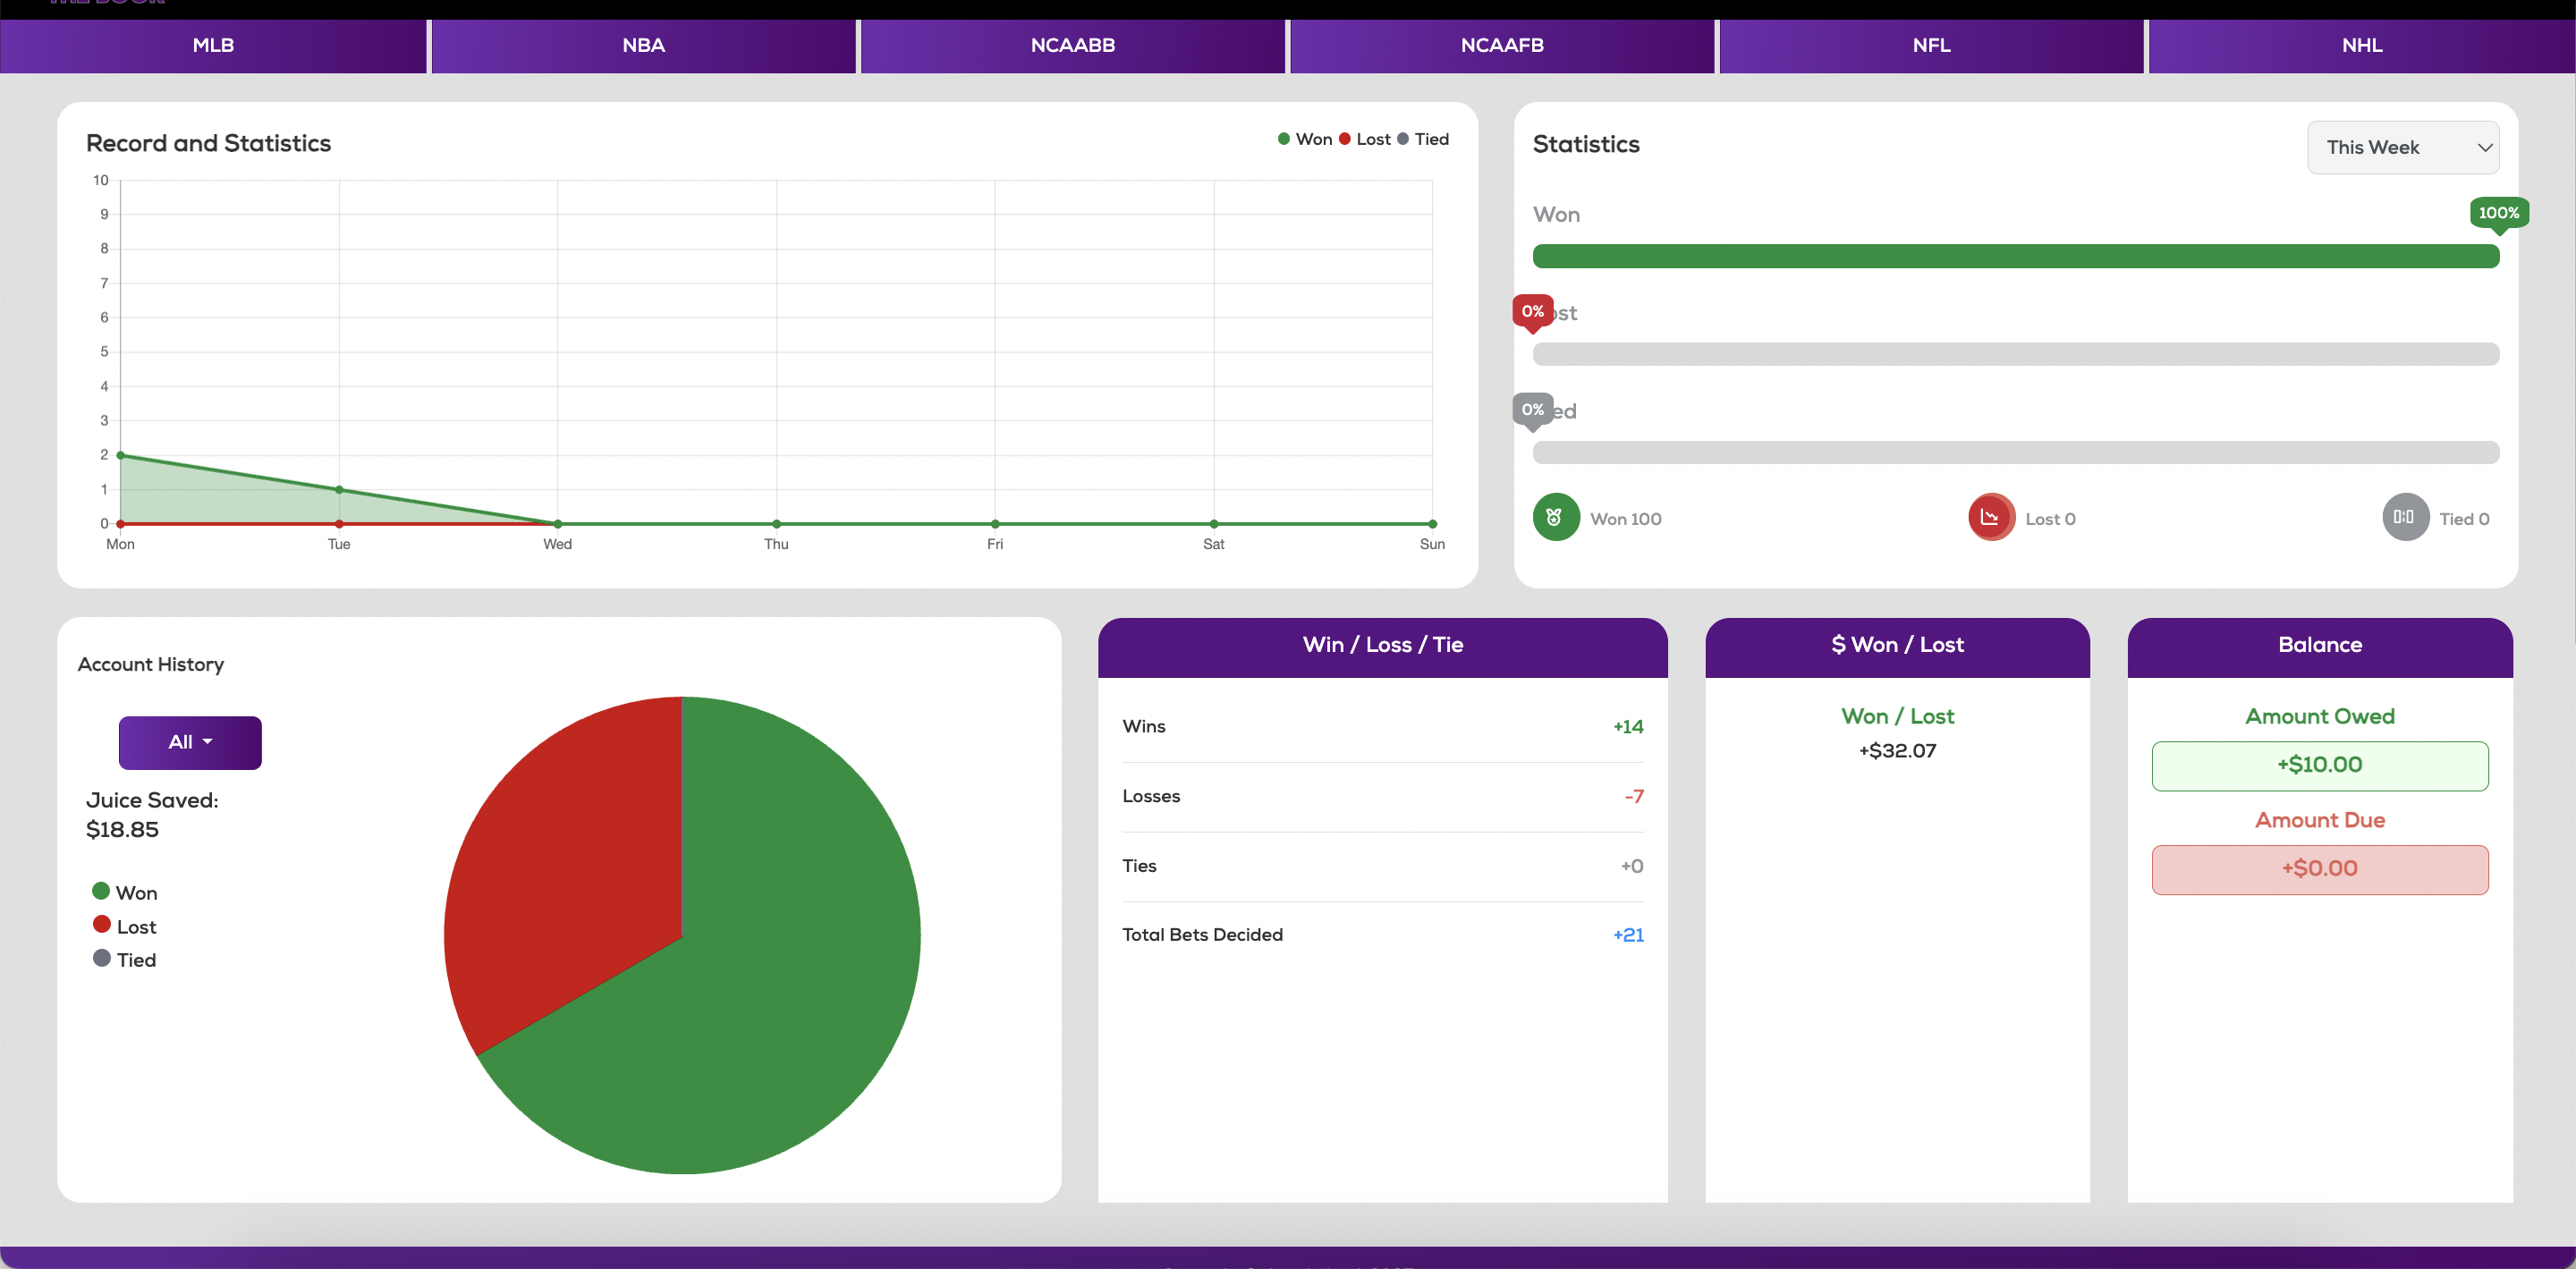 MLB NBA NCAABB NCAAFB NFL NHL
Record and Statistics
Won Lost Tied
10
9
8
7
6
5
4
3
2
1
0
Mon Tue Wed Thu Fri Sat Sun
Statistics
This Week
Won
100%
0%
0%
Won 100
Lost 0
Tied 0
Account History
All
Juice Saved:
$18.85
Won
Lost
Tied
Win / Loss / Tie
Wins +14
Losses -7
Ties +0
Total Bets Decided +21
$ Won / Lost
Won / Lost
+$32.07
Balance
Amount Owed
+$10.00
Amount Due
+$0.00